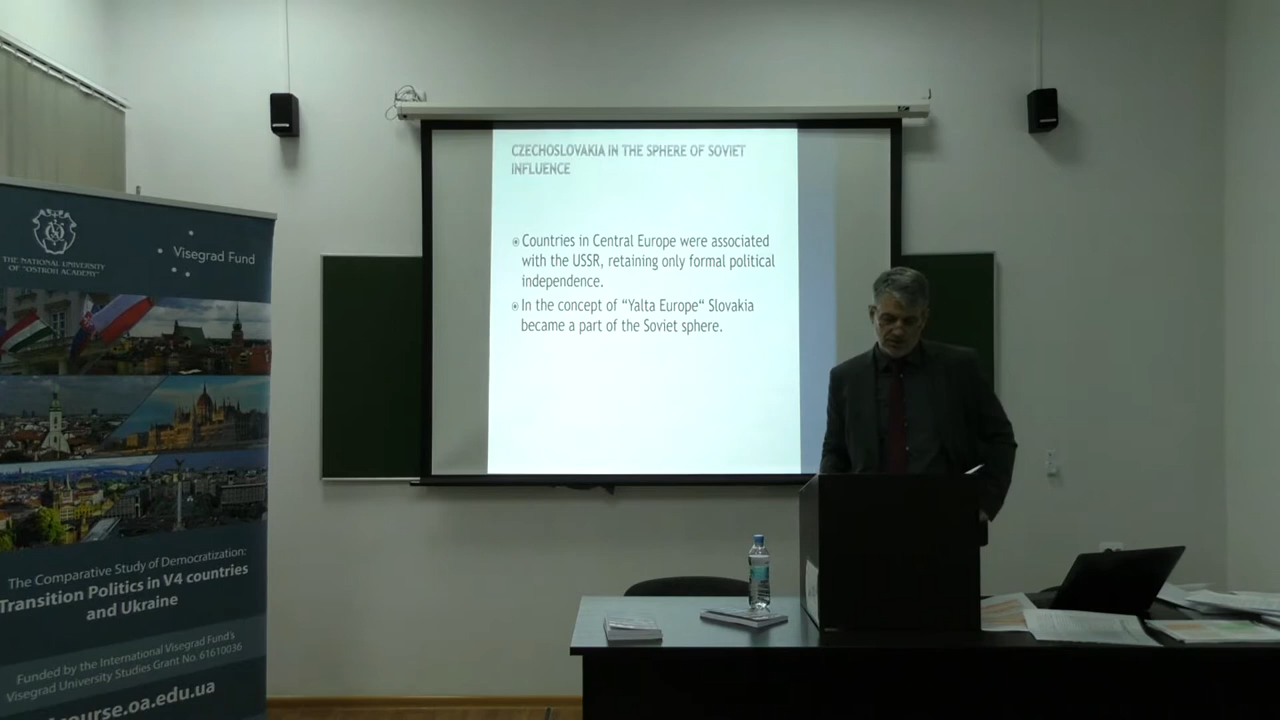 THE NATIONAL UNIVERSITY
OF "OSTROH ACADEMY"
Visegrad Fund
The Comparative Study of Democratization:
Transition Politics in V4 countries
and Ukraine
Funded by the International Visegrad Fund's
Visegrad University Studies Grant No. 61610036
course.oa.edu.ua
CZECHOSLOVAKIA IN THE SPHERE OF SOVIET
INFLUENCE
Countries in Central Europe were associated
with the USSR, retaining only formal political
independence.
In the concept of “Yalta Europe“ Slovakia
became a part of the Soviet sphere.